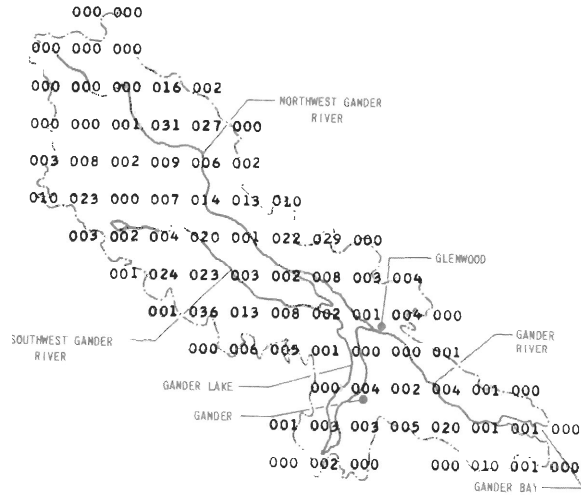 000 000
000 000 000
000 000 000 016 002
NORTHWEST GANDER
RIVER
000 000 001 031 027 000
003 008 002 009 006 002
010 023 000 007 014 013 010
003 002 004 020 001 022 029 000
GLENWOOD
001 024 023 003 002 008 003 004
001 036 013 008 002 001 004 000
SOUTHWEST GANDER
RIVER
GANDER
RIVER
000 006 005 001 000 000 001
GANDER LAKE
000 004 002 004 001 000
GANDER
001 003 003 005 020 001 001 000
000 002 000 000 010 001 000
GANDER BAY